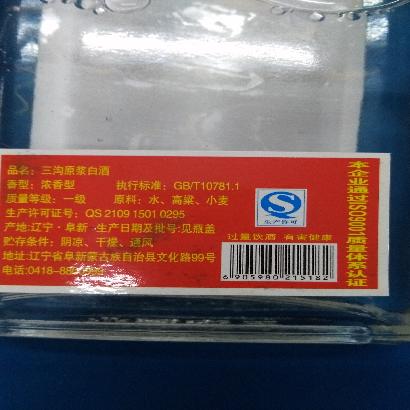 品名：三沟原浆白酒
香型：浓香型 执行标准：GB/T10781.1
质量等级：一级 原料：水、高粱、小麦
生产许可证号：QS 2109 1501 0295
产地:辽宁·阜新 生产日期及批号:见瓶盖
贮存条件：阴凉、干燥、通风
地址:辽宁省阜新蒙古族自治县文化路99号
电话:0418-88
生产许可
过量饮酒 有害健康
6 905980 215182
本企业通过ISO9001质量体系认证